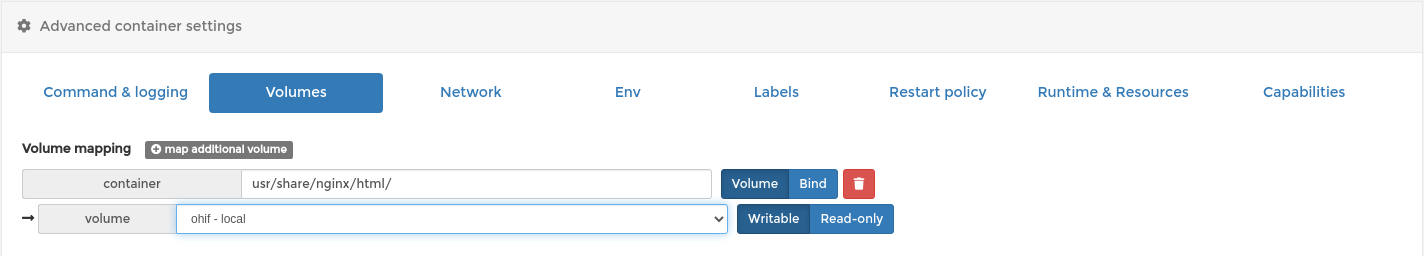 Advanced container settings
Command & logging Volumes Network Env Labels Restart policy Runtime & Resources Capabilities
Volume mapping map additional volume
container usr/share/nginx/html/ Volume Bind
volume ohif - local Writable Read-only